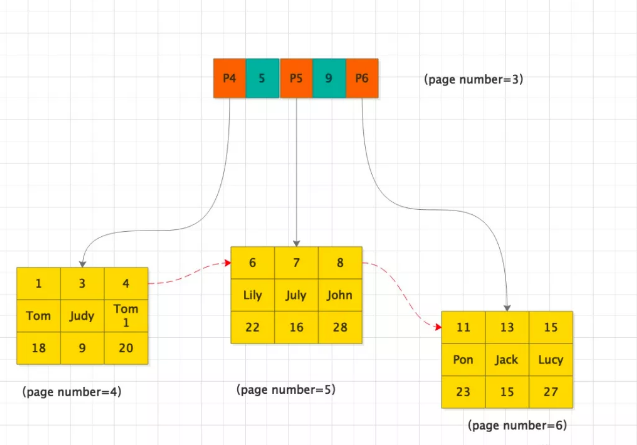 P4 5 P5 9 P6
(page number=3)
1 3 4
Tom Judy Tom
1
18 9 20
(page number=4)
6 7 8
Lily July John
22 16 28
(page number=5)
11 13 15
Pon Jack Lucy
23 15 27
(page number=6)